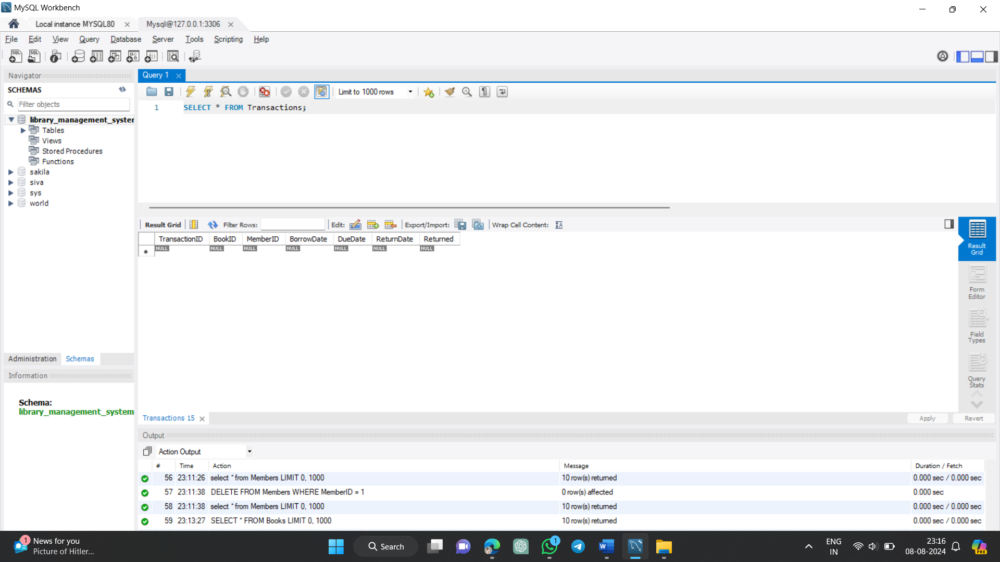 MySQL Workbench
Local instance MYSQL80
Mysql@127.0.0.1:3306
File Edit View Query Database Server Tools Scripting Help
Navigator
SCHEMAS
Filter objects
library_management_system
Tables
Views
Stored Procedures
Functions
sakila
siva
sys
world
Administration Schemas
Information
Schema:
library_management_system
Query 1
Limit to 1000 rows
1 SELECT * FROM Transactions;
Result Grid Filter Rows: Edit: Export/Import: Wrap Cell Content:
TransactionID BookID MemberID BorrowDate DueDate ReturnDate Returned
NULL NULL NULL NULL NULL NULL NULL
Result
Grid
Form
Editor
Field
Types
Query
Stats
Transactions 15
Apply Revert
Output
Action Output
# Time Action Message Duration / Fetch
56 23:11:26 select * from Members LIMIT 0, 1000 10 row(s) returned 0.000 sec / 0.000 sec
57 23:11:38 DELETE FROM Members WHERE MemberID = 1 0 row(s) affected 0.000 sec
58 23:11:38 select * from Members LIMIT 0, 1000 10 row(s) returned 0.000 sec / 0.000 sec
59 23:13:27 SELECT * FROM Books LIMIT 0, 1000 10 row(s) returned 0.000 sec / 0.000 sec
1
News for you
Picture of Hitler...
Search
1
ENG
IN
23:16
08-08-2024
PRE